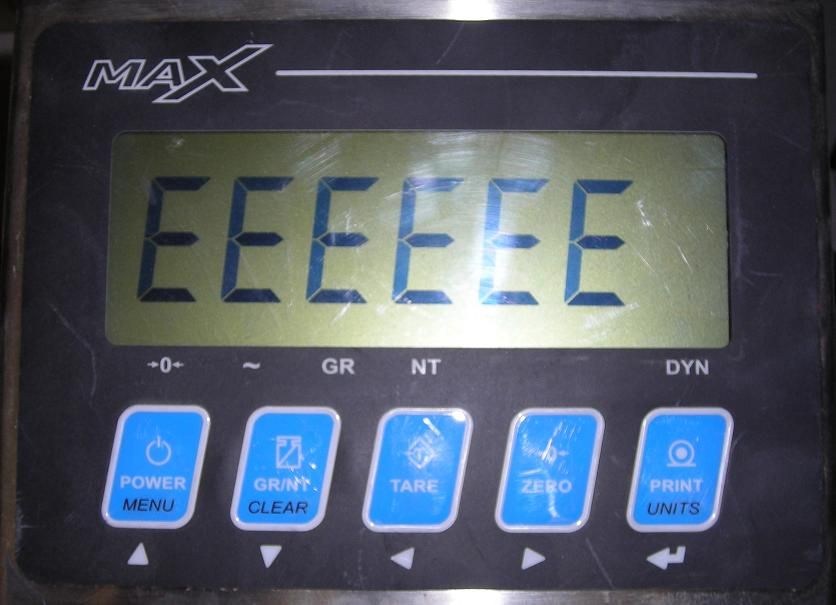 MAX
EEEEEE
→0← ~ GR NT DYN
POWER GR/NT TARE ZERO PRINT
MENU CLEAR UNITS